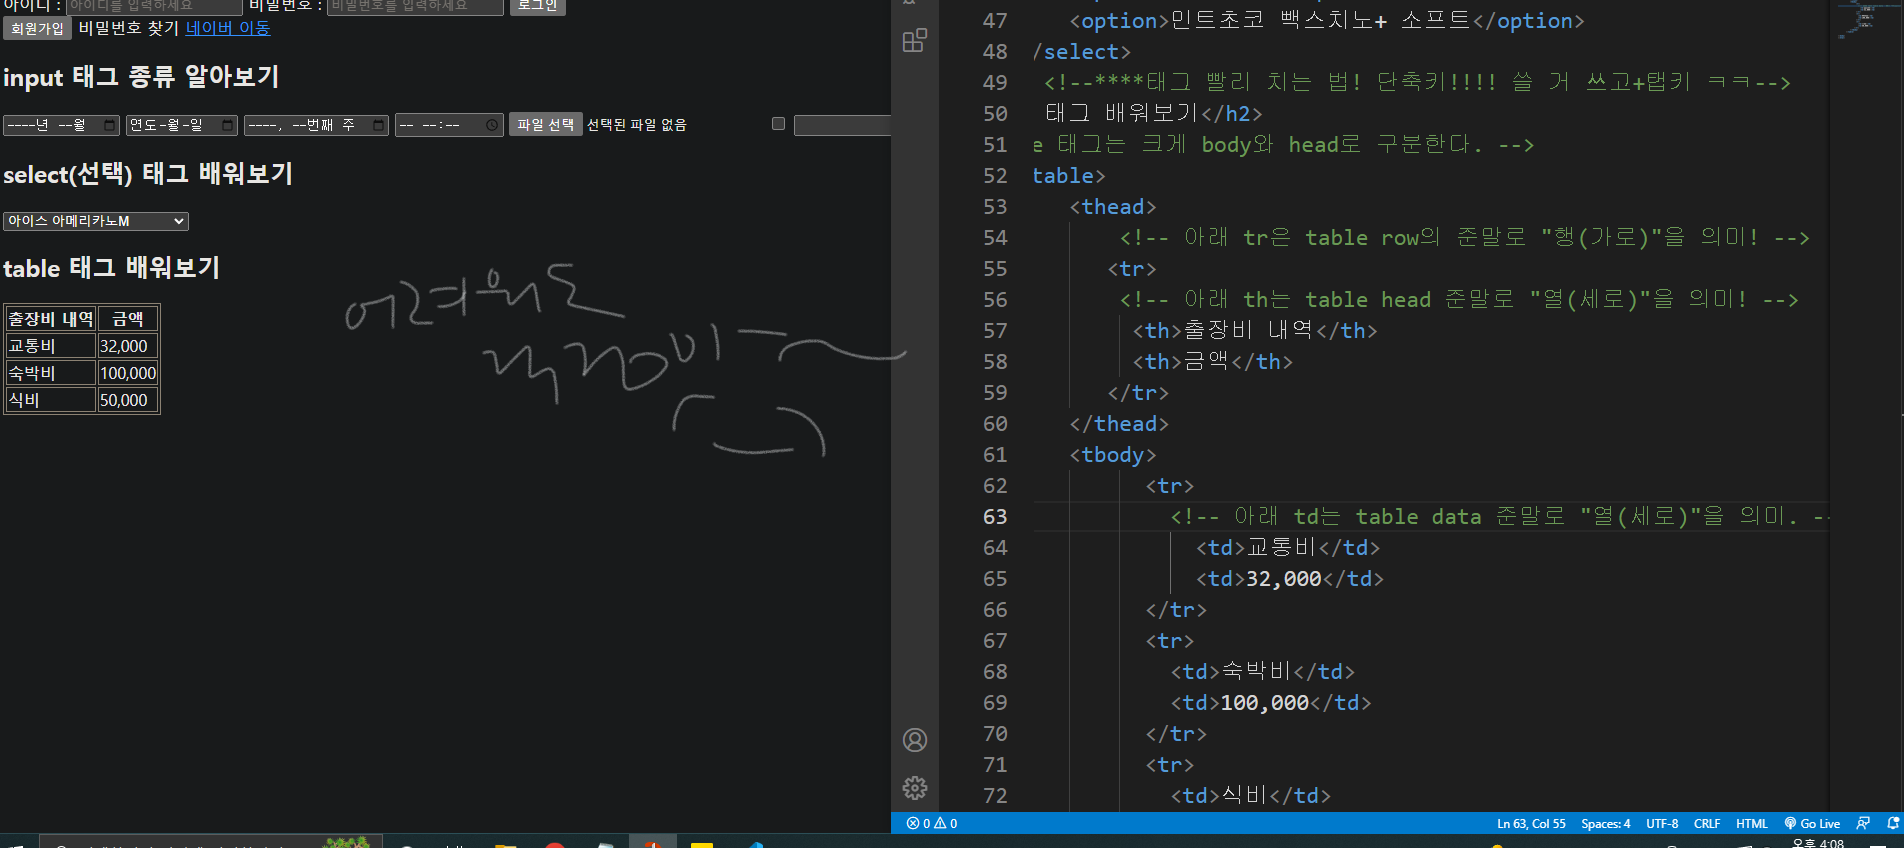 아이디 : 아이디를 입력하세요 비밀번호 : 비밀번호를 입력하세요 로그인
회원가입 비밀번호 찾기 네이버 이동
input 태그 종류 알아보기
----년 --월 연도-월-일 ----, --번째 주 -- --:-- 파일 선택 선택된 파일 없음
select(선택) 태그 배워보기
아이스 아메리카노M
table 태그 배워보기
출장비 내역 금액
교통비 32,000
숙박비 100,000
식비 50,000
어려워도
47 <option>민트초코 빽스치노+ 소프트</option>
48 /select>
49 <!--****태그 빨리 치는 법! 단축키!!!! 쓸 거 쓰고+탭키 ㅋㅋ-->
50 태그 배워보기</h2>
51 e 태그는 크게 body와 head로 구분한다. -->
52 table>
53 <thead>
54 <!-- 아래 tr은 table row의 준말로 "행(가로)"을 의미! -->
55 <tr>
56 <!-- 아래 th는 table head 준말로 "열(세로)"을 의미! -->
57 <th>출장비 내역</th>
58 <th>금액</th>
59 </tr>
60 </thead>
61 <tbody>
62 <tr>
63 <!-- 아래 td는 table data 준말로 "열(세로)"을 의미. -
64 <td>교통비</td>
65 <td>32,000</td>
66 </tr>
67 <tr>
68 <td>숙박비</td>
69 <td>100,000</td>
70 </tr>
71 <tr>
72 <td>식비</td>
0 0 Ln 63, Col 55 Spaces: 4 UTF-8 CRLF HTML Go Live
오후 4:08